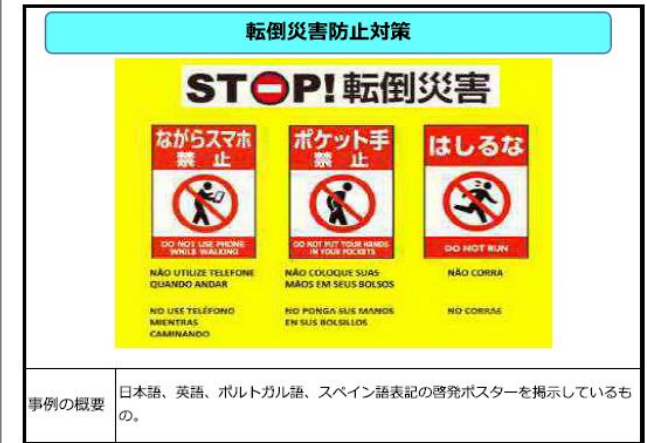 転倒災害防止対策
STOP!転倒災害
ながらスマホ
禁 止
DO NOT USE PHONE
WHILE WALKING
NÃO UTILIZE TELEFONE
QUANDO ANDAR
NO USE TELÉFONO
MIENTRAS
CAMINANDO
ポケット手
禁 止
DO NOT PUT YOUR HANDS
IN YOUR POCKETS
NÃO COLOQUE SUAS
MÃOS EM SEUS BOLSOS
NO PONGA SUS MANOS
EN SUS BOLSILLOS
はしるな
DO NOT RUN
NÃO CORRA
NO CORRAS
事例の概要
日本語、英語、ポルトガル語、スペイン語表記の啓発ポスターを掲示しているも
の。